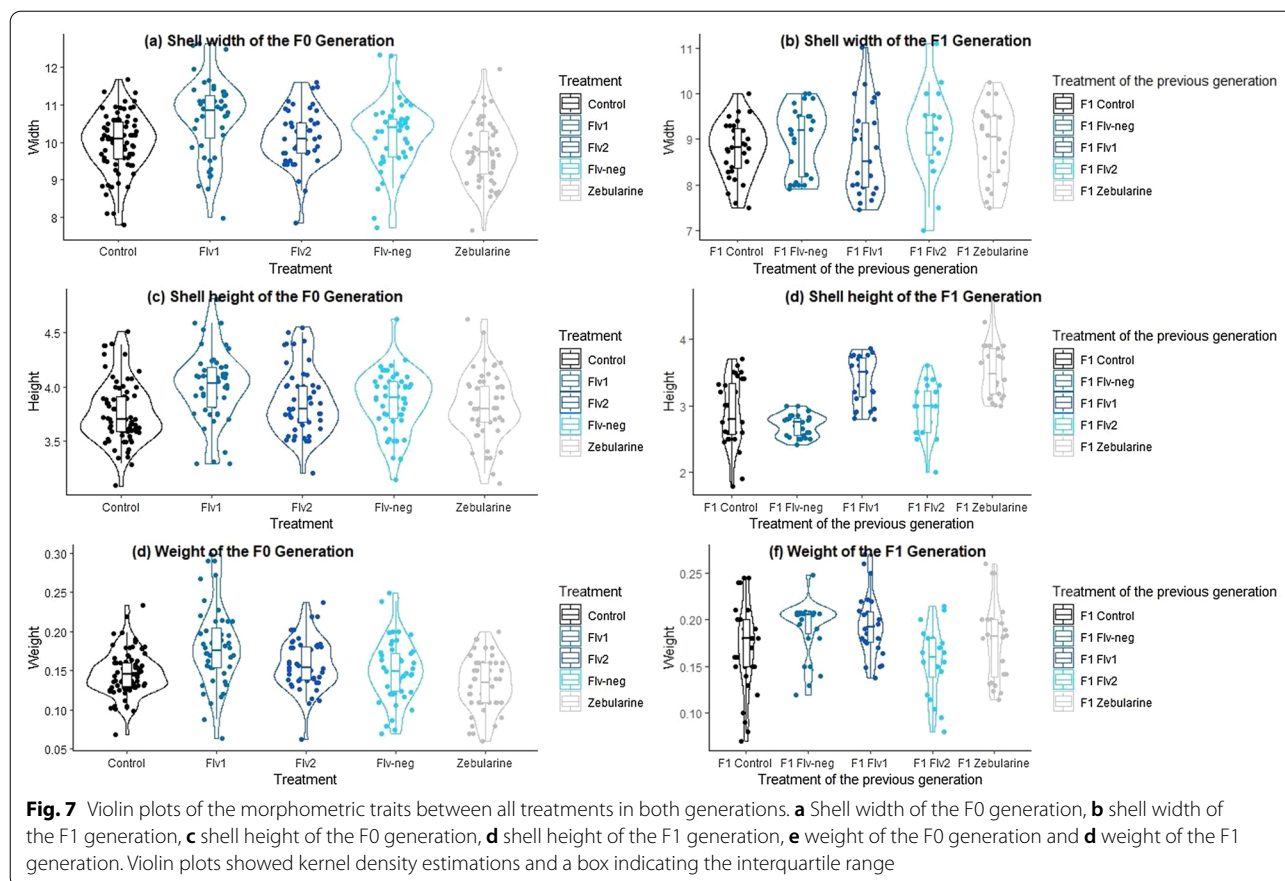 (a) Shell width of the F0 Generation
12
11
10
9
8
Width
Control
Flv1
Flv2
Flv-neg
Zebularine
Treatment
Treatment
Control
Flv1
Flv2
Flv-neg
Zebularine
(b) Shell width of the F1 Generation
11
10
9
8
7
Width
F1 Control
F1 Flv-neg
F1 Flv1
F1 Flv2
F1 Zebularine
Treatment of the previous generation
Treatment of the previous generation
F1 Control
F1 Flv-neg
F1 Flv1
F1 Flv2
F1 Zebularine
(c) Shell height of the F0 Generation
4.5
4.0
3.5
Height
Control
Flv1
Flv2
Flv-neg
Zebularine
Treatment
Treatment
Control
Flv1
Flv2
Flv-neg
Zebularine
(d) Shell height of the F1 Generation
4
3
2
Height
F1 Control
F1 Flv-neg
F1 Flv1
F1 Flv2
F1 Zebularine
Treatment of the previous generation
Treatment of the previous generation
F1 Control
F1 Flv-neg
F1 Flv1
F1 Flv2
F1 Zebularine
(d) Weight of the F0 Generation
0.30
0.25
0.20
0.15
0.10
0.05
Weight
Control
Flv1
Flv2
Flv-neg
Zebularine
Treatment
Treatment
Control
Flv1
Flv2
Flv-neg
Zebularine
(f) Weight of the F1 Generation
0.25
0.20
0.15
0.10
Weight
F1 Control
F1 Flv-neg
F1 Flv1
F1 Flv2
F1 Zebularine
Treatment of the previous generation
Treatment of the previous generation
F1 Control
F1 Flv-neg
F1 Flv1
F1 Flv2
F1 Zebularine
Fig. 7 Violin plots of the morphometric traits between all treatments in both generations. a Shell width of the F0 generation, b shell width of
the F1 generation, c shell height of the F0 generation, d shell height of the F1 generation, e weight of the F0 generation and d weight of the F1
generation. Violin plots showed kernel density estimations and a box indicating the interquartile range